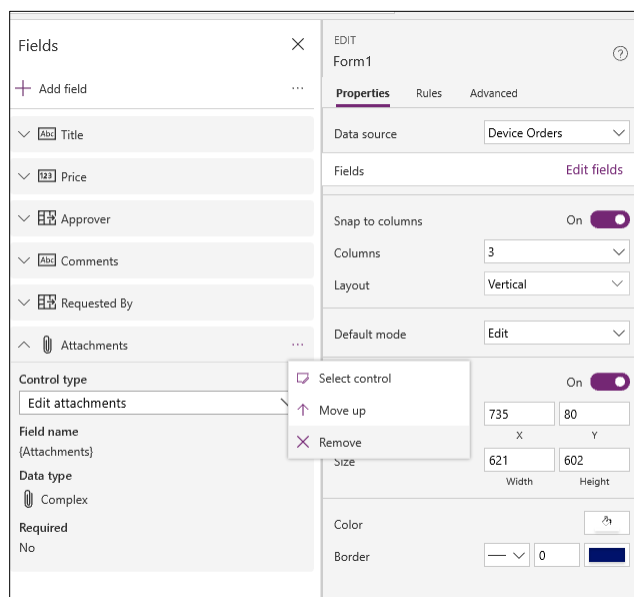 Fields
Add field
Abc Title
123 Price
Approver
Abc Comments
Requested By
Attachments
Control type
Edit attachments
Field name
{Attachments}
Data type
Complex
Required
No
Select control
Move up
Remove
EDIT
Form1
?
Properties Rules Advanced
Data source Device Orders
Fields Edit fields
Snap to columns On
Columns 3
Layout Vertical
Default mode Edit
On
735 80
X Y
Size 621 602
Width Height
Color
Border 0